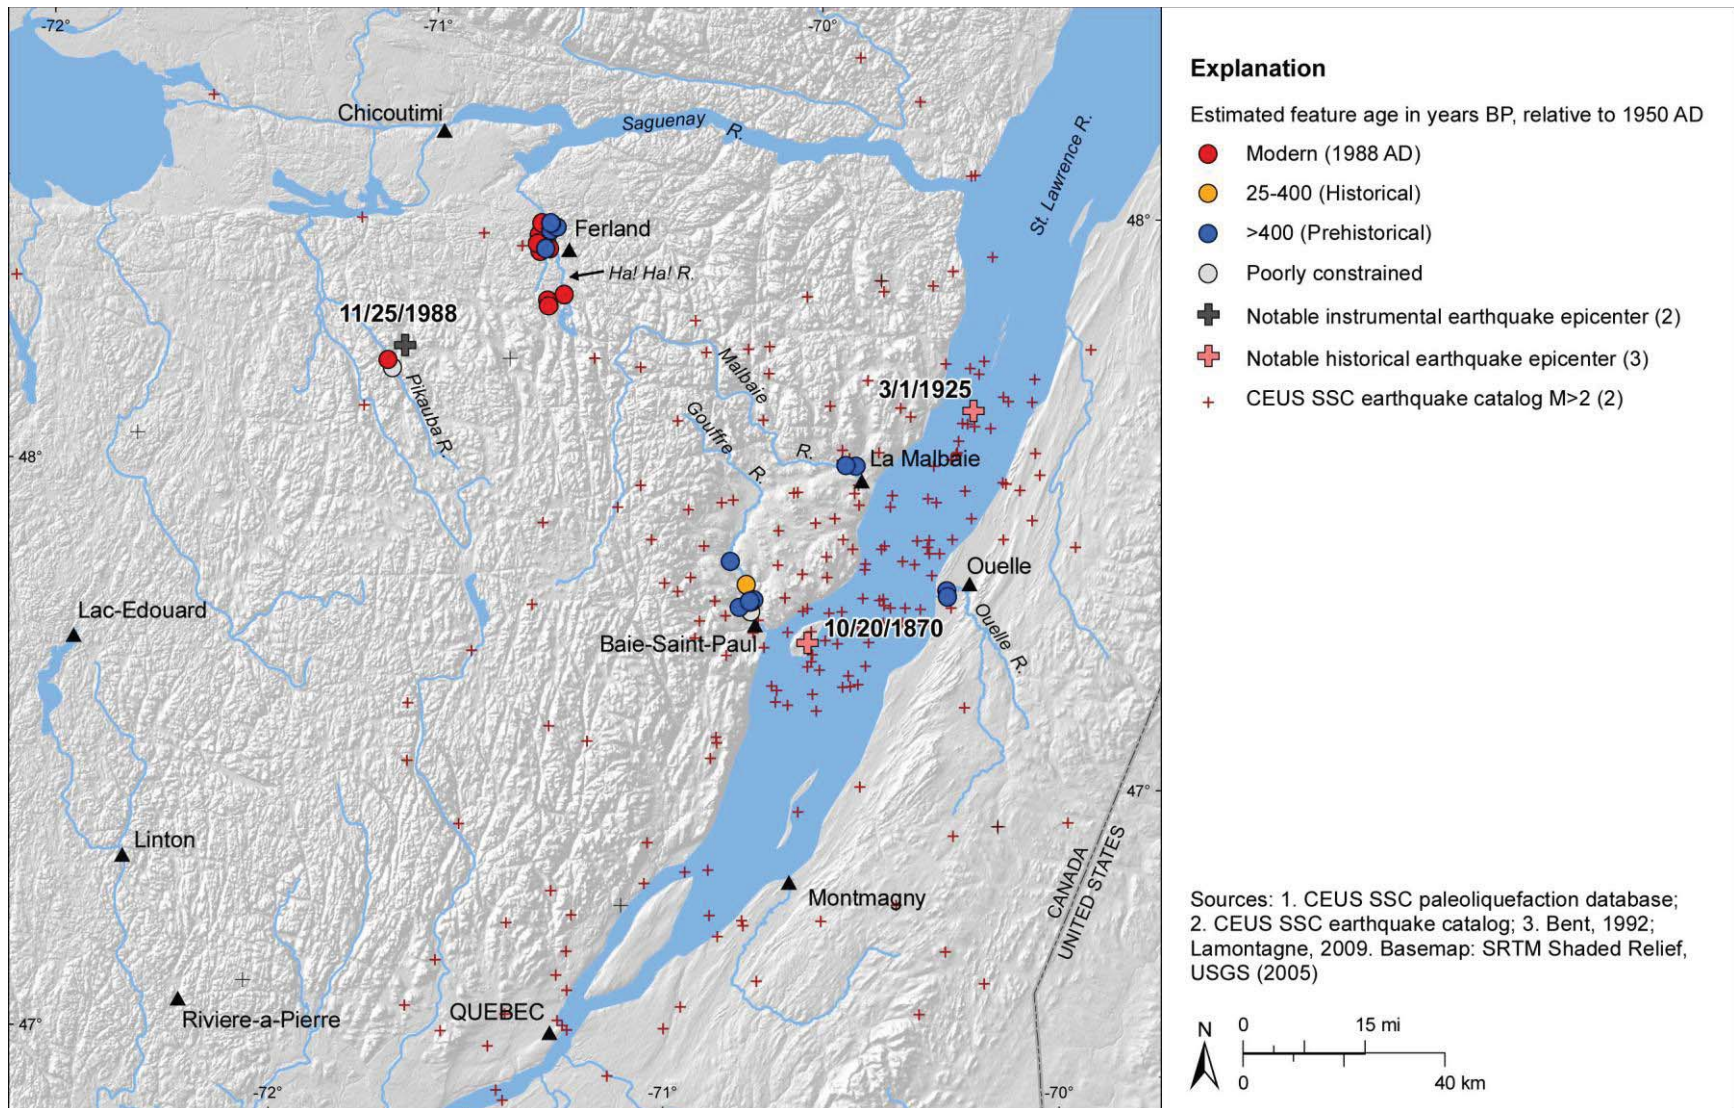 -72°
-71°
-70°
Chicoutimi
Saguenay R.
St. Lawrence R.
48°
Ferland
Ha! Ha! R.
11/25/1988
Pikauba R.
Malbaie R.
Gouffre R.
3/1/1925
48°
La Malbaie
Ouelle
Ouelle R.
Lac-Edouard
Baie-Saint-Paul
10/20/1870
47°
Linton
Montmagny
CANADA
UNITED STATES
47°
Riviere-a-Pierre
QUEBEC
-72°
-71°
-70°
Explanation
Estimated feature age in years BP, relative to 1950 AD
Modern (1988 AD)
25-400 (Historical)
>400 (Prehistorical)
Poorly constrained
Notable instrumental earthquake epicenter (2)
Notable historical earthquake epicenter (3)
CEUS SSC earthquake catalog M>2 (2)
Sources: 1. CEUS SSC paleoliquefaction database;
2. CEUS SSC earthquake catalog; 3. Bent, 1992;
Lamontagne, 2009. Basemap: SRTM Shaded Relief,
USGS (2005)
N
0 15 mi
0 40 km